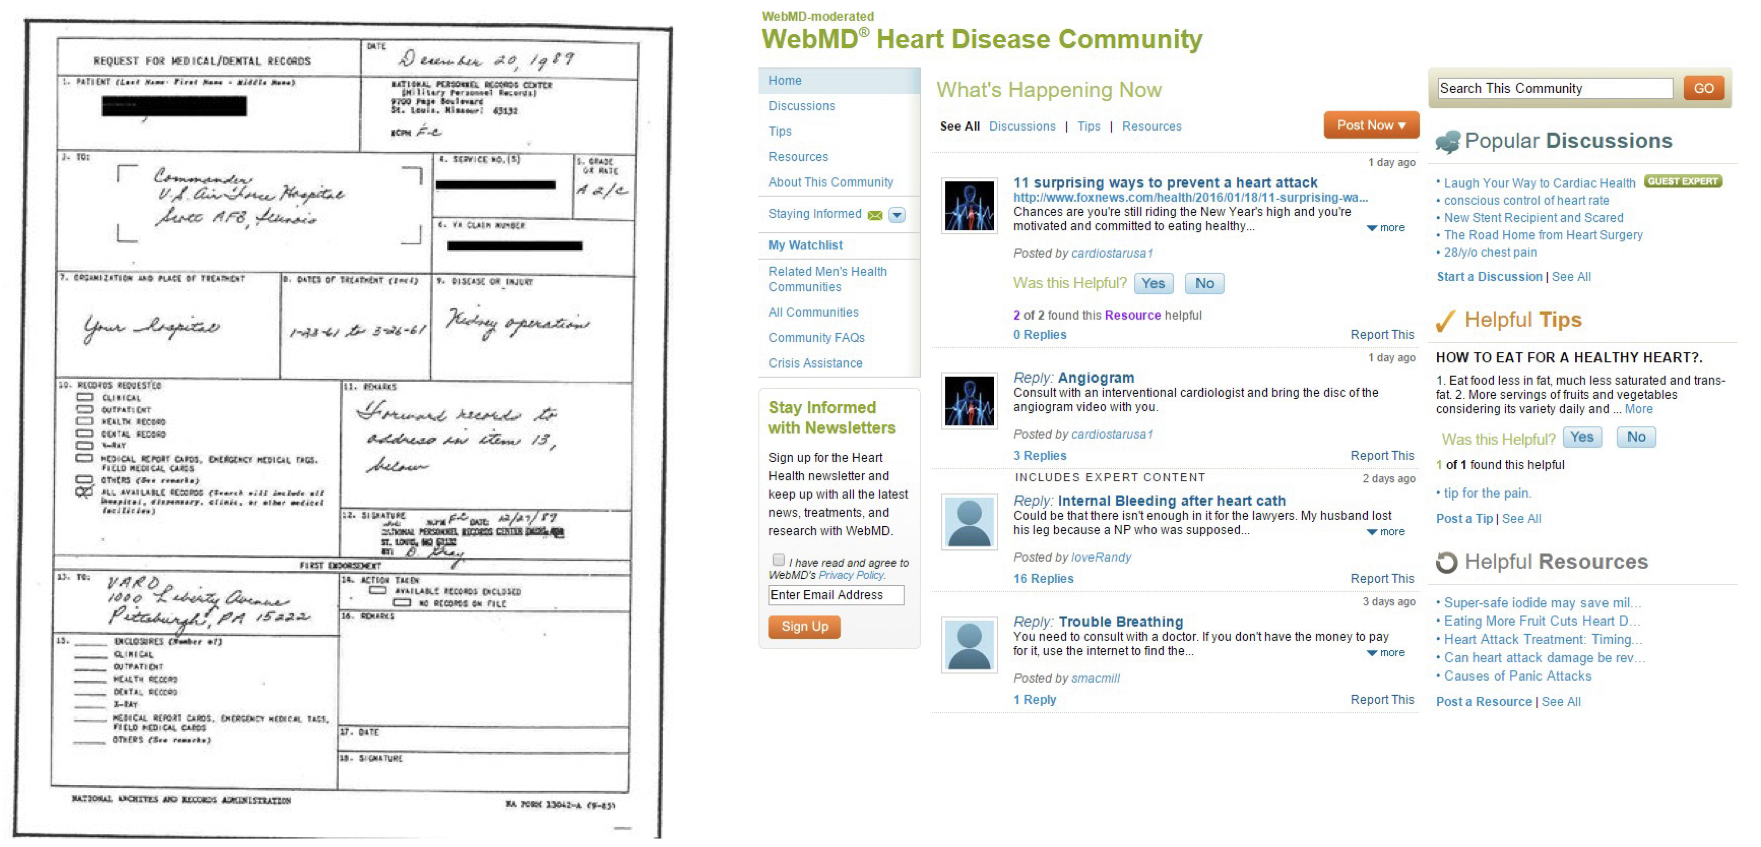 REQUEST FOR MEDICAL/DENTAL RECORDS
DATE
December 20, 1989
1. PATIENT (Last Name- First Name - Middle Name)
NATIONAL PERSONNEL RECORDS CENTER
(Military Personnel Records)
9700 Page Boulevard
St. Louis, Missouri 63132
NCPM FC
TO:
Commander
U.S. Air Force Hospital
Scott AFB, Illinois
4. SERVICE NO.(S)
5. GRADE OR RATE
A 2/C
6. VA CLAIM NUMBER
7. ORGANIZATION AND PLACE OF TREATMENT
Your hospital
8. DATES OF TREATMENT (Incl)
1-23-61 to 3-26-61
9. DISEASE OR INJURY
Kidney operation
10. RECORDS REQUESTED
CLINICAL
OUTPATIENT
HEALTH RECORD
DENTAL RECORD
X-RAY
MEDICAL REPORT CARDS, EMERGENCY MEDICAL TAGS,
FIELD MEDICAL CARDS
OTHERS (See remarks)
ALL AVAILABLE RECORDS (Search will include all
hospital, dispensary, clinic, or other medical
facilities)
11. REMARKS
Forward records to
address in item 13,
below
12. SIGNATURE
FC DATE: 12/27/89
NATIONAL PERSONNEL RECORDS CENTER
ST. LOUIS, MO 63132
BY: D Gray
FIRST ENDORSEMENT
13. TO:
VARO
1000 Liberty Avenue
Pittsburgh, PA 15222
14. ACTION TAKEN
AVAILABLE RECORDS ENCLOSED
NO RECORDS ON FILE
15. ENCLOSURES (Number of)
CLINICAL
OUTPATIENT
HEALTH RECORD
DENTAL RECORD
X-RAY
MEDICAL REPORT CARDS, EMERGENCY MEDICAL TAGS,
FIELD MEDICAL CARDS
OTHERS (See remarks)
16. REMARKS
17. DATE
18. SIGNATURE
NATIONAL ARCHIVES AND RECORDS ADMINISTRATION
NA FORM 13042-A (9-85)
WebMD-moderated
WebMD® Heart Disease Community
Home
Discussions
Tips
Resources
About This Community
Staying Informed
My Watchlist
Related Men's Health
Communities
All Communities
Community FAQs
Crisis Assistance
Stay Informed
with Newsletters
Sign up for the Heart
Health newsletter and
keep up with all the latest
news, treatments, and
research with WebMD.
I have read and agree to
WebMD's Privacy Policy.
Enter Email Address
Sign Up
What's Happening Now
See All Discussions | Tips | Resources
Post Now
1 day ago
11 surprising ways to prevent a heart attack
http://www.foxnews.com/health/2016/01/18/11-surprising-wa...
Chances are you're still riding the New Year's high and you're
motivated and committed to eating healthy...
more
Posted by cardiostarusa1
Was this Helpful? Yes No
2 of 2 found this Resource helpful
0 Replies
Report This
1 day ago
Reply: Angiogram
Consult with an interventional cardiologist and bring the disc of the
angiogram video with you.
Posted by cardiostarusa1
3 Replies
Report This
INCLUDES EXPERT CONTENT
2 days ago
Reply: Internal Bleeding after heart cath
Could be that there isn't enough in it for the lawyers. My husband lost
his leg because a NP who was supposed...
more
Posted by loveRandy
16 Replies
Report This
3 days ago
Reply: Trouble Breathing
You need to consult with a doctor. If you don't have the money to pay
for it, use the internet to find the...
more
Posted by smacmill
1 Reply
Report This
Search This Community
GO
Popular Discussions
• Laugh Your Way to Cardiac Health GUEST EXPERT
• conscious control of heart rate
• New Stent Recipient and Scared
• The Road Home from Heart Surgery
• 28/y/o chest pain
Start a Discussion | See All
Helpful Tips
HOW TO EAT FOR A HEALTHY HEART?.
1. Eat food less in fat, much less saturated and trans-
fat. 2. More servings of fruits and vegetables
considering its variety daily and ... More
Was this Helpful? Yes No
1 of 1 found this helpful
• tip for the pain.
Post a Tip | See All
Helpful Resources
• Super-safe iodide may save mil...
• Eating More Fruit Cuts Heart D...
• Heart Attack Treatment: Timing...
• Can heart attack damage be rev...
• Causes of Panic Attacks
Post a Resource | See All